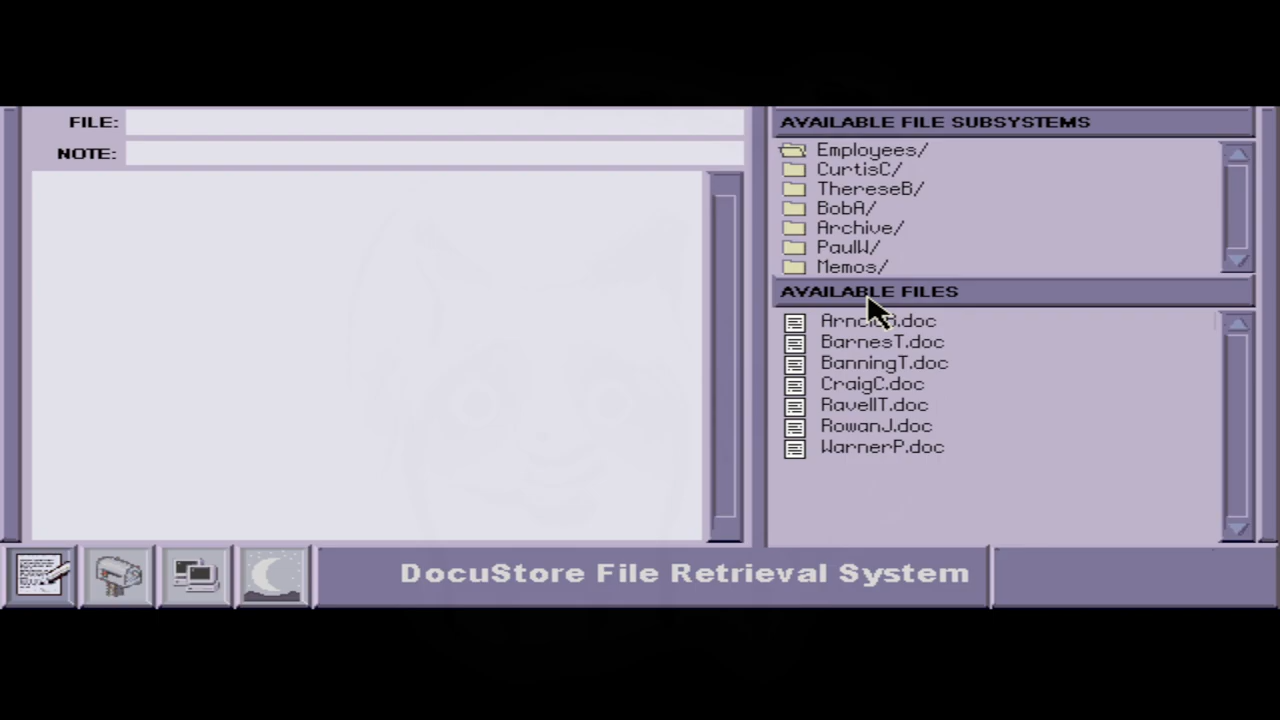 FILE:
NOTE:
AVAILABLE FILE SUBSYSTEMS
Employees/
CurtisC/
ThereseB/
BobA/
Archive/
PaulW/
Memos/
AVAILABLE FILES
BarnesT.doc
BanningT.doc
CraigC.doc
RavellT.doc
RowanJ.doc
WarnerP.doc
DocuStore File Retrieval System